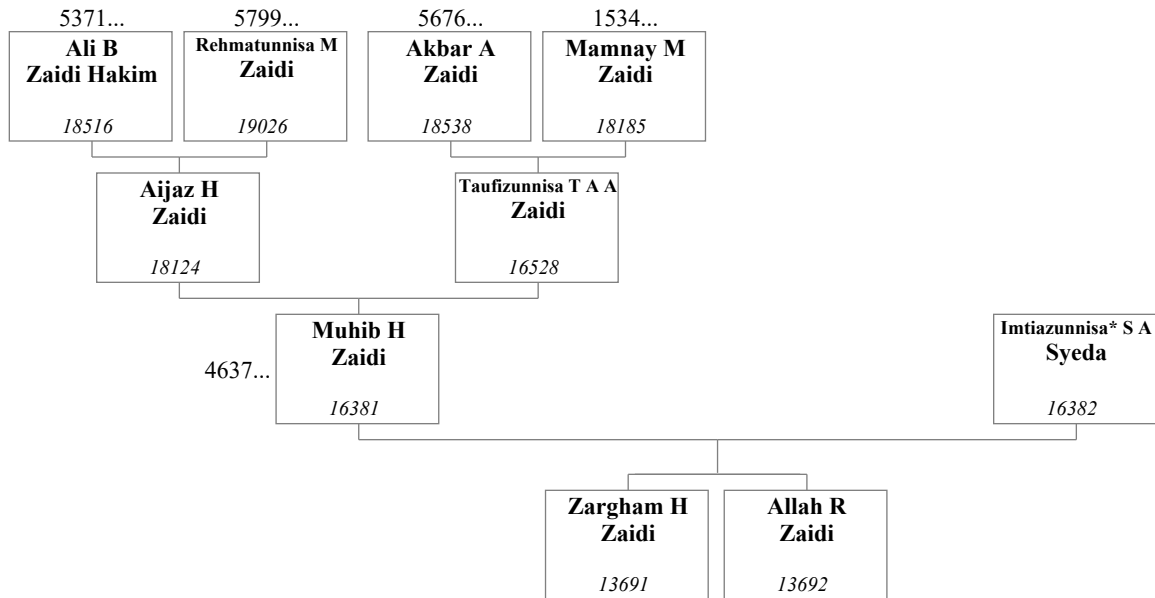 5371...
5799...
5676...
1534...
Ali B
Zaidi Hakim
18516
Rehmatunnisa M
Zaidi
19026
Akbar A
Zaidi
18538
Mamnay M
Zaidi
18185
Aijaz H
Zaidi
18124
Taufizunnisa T A A
Zaidi
16528
4637...
Muhib H
Zaidi
16381
Imtiazunnisa* S A
Syeda
16382
Zargham H
Zaidi
13691
Allah R
Zaidi
13692